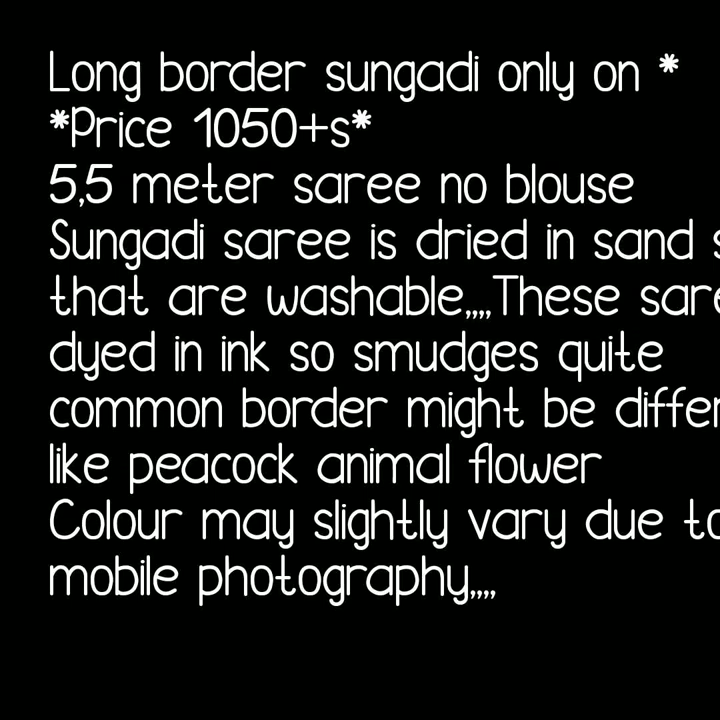 Long border sungadi only on *
*Price 1050+s*
5,5 meter saree no blouse
Sungadi saree is dried in sand
that are washable,,,,These
dyed in ink so smudges quite
common border might be
like peacock animal flower
Colour may slightly vary due
mobile photography,,,,